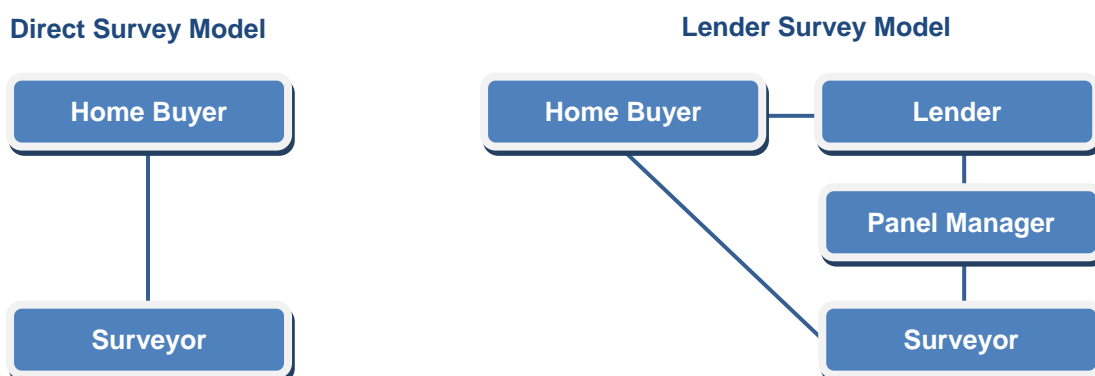 Direct Survey Model
Home Buyer
Surveyor
Lender Survey Model
Home Buyer
Lender
Panel Manager
Surveyor